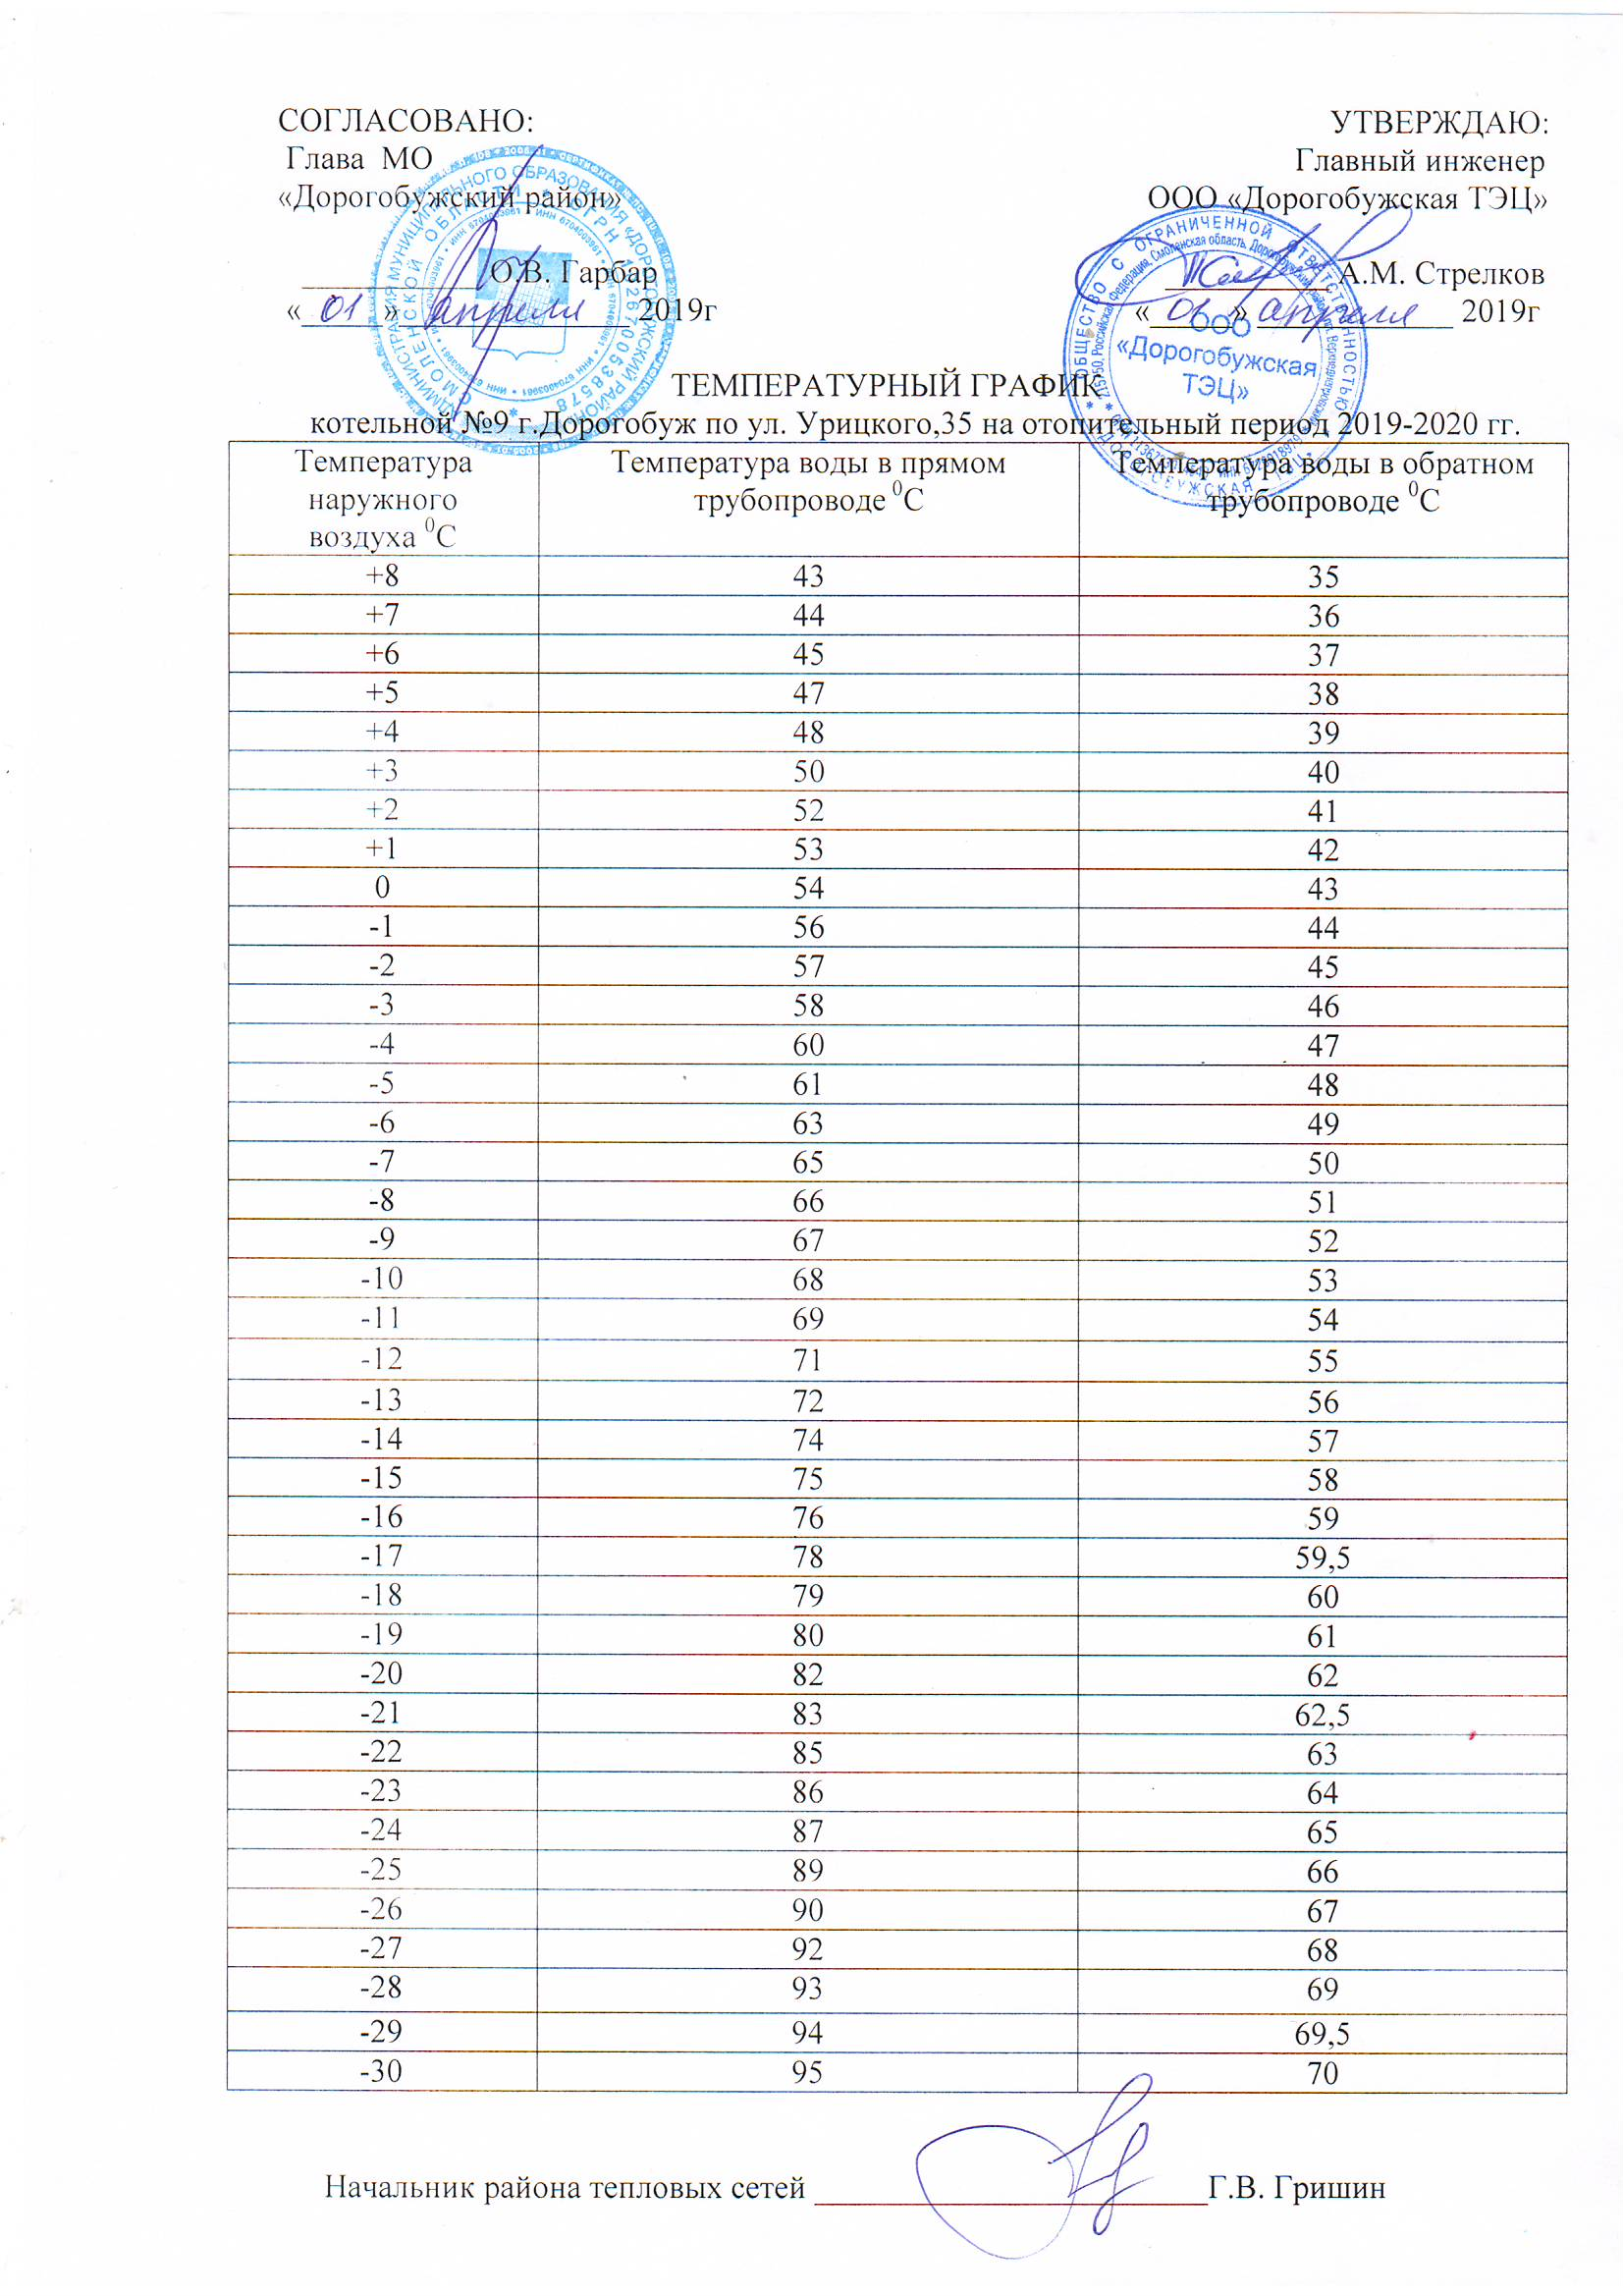 СОГЛАСОВАНО: УТВЕРЖДАЮ:
Глава МО Главный инженер
«Дорогобужский район» ООО «Дорогобужская ТЭЦ»
О.В. Гарбар А.М. Стрелков
«01» апреля 2019г «01» апреля 2019г
ООО
«Дорогобужская
ТЭЦ»
ТЕМПЕРАТУРНЫЙ ГРАФИК
котельной №9 г.Дорогобуж по ул. Урицкого,35 на отопительный период 2019-2020 гг.
Температура Температура воды в прямом Температура воды в обратном
наружного трубопроводе ⁰С трубопроводе ⁰С
воздуха ⁰С
+8 43 35
+7 44 36
+6 45 37
+5 47 38
+4 48 39
+3 50 40
+2 52 41
+1 53 42
0 54 43
-1 56 44
-2 57 45
-3 58 46
-4 60 47
-5 61 48
-6 63 49
-7 65 50
-8 66 51
-9 67 52
-10 68 53
-11 69 54
-12 71 55
-13 72 56
-14 74 57
-15 75 58
-16 76 59
-17 78 59,5
-18 79 60
-19 80 61
-20 82 62
-21 83 62,5
-22 85 63
-23 86 64
-24 87 65
-25 89 66
-26 90 67
-27 92 68
-28 93 69
-29 94 69,5
-30 95 70
Начальник района тепловых сетей Г.В. Гришин